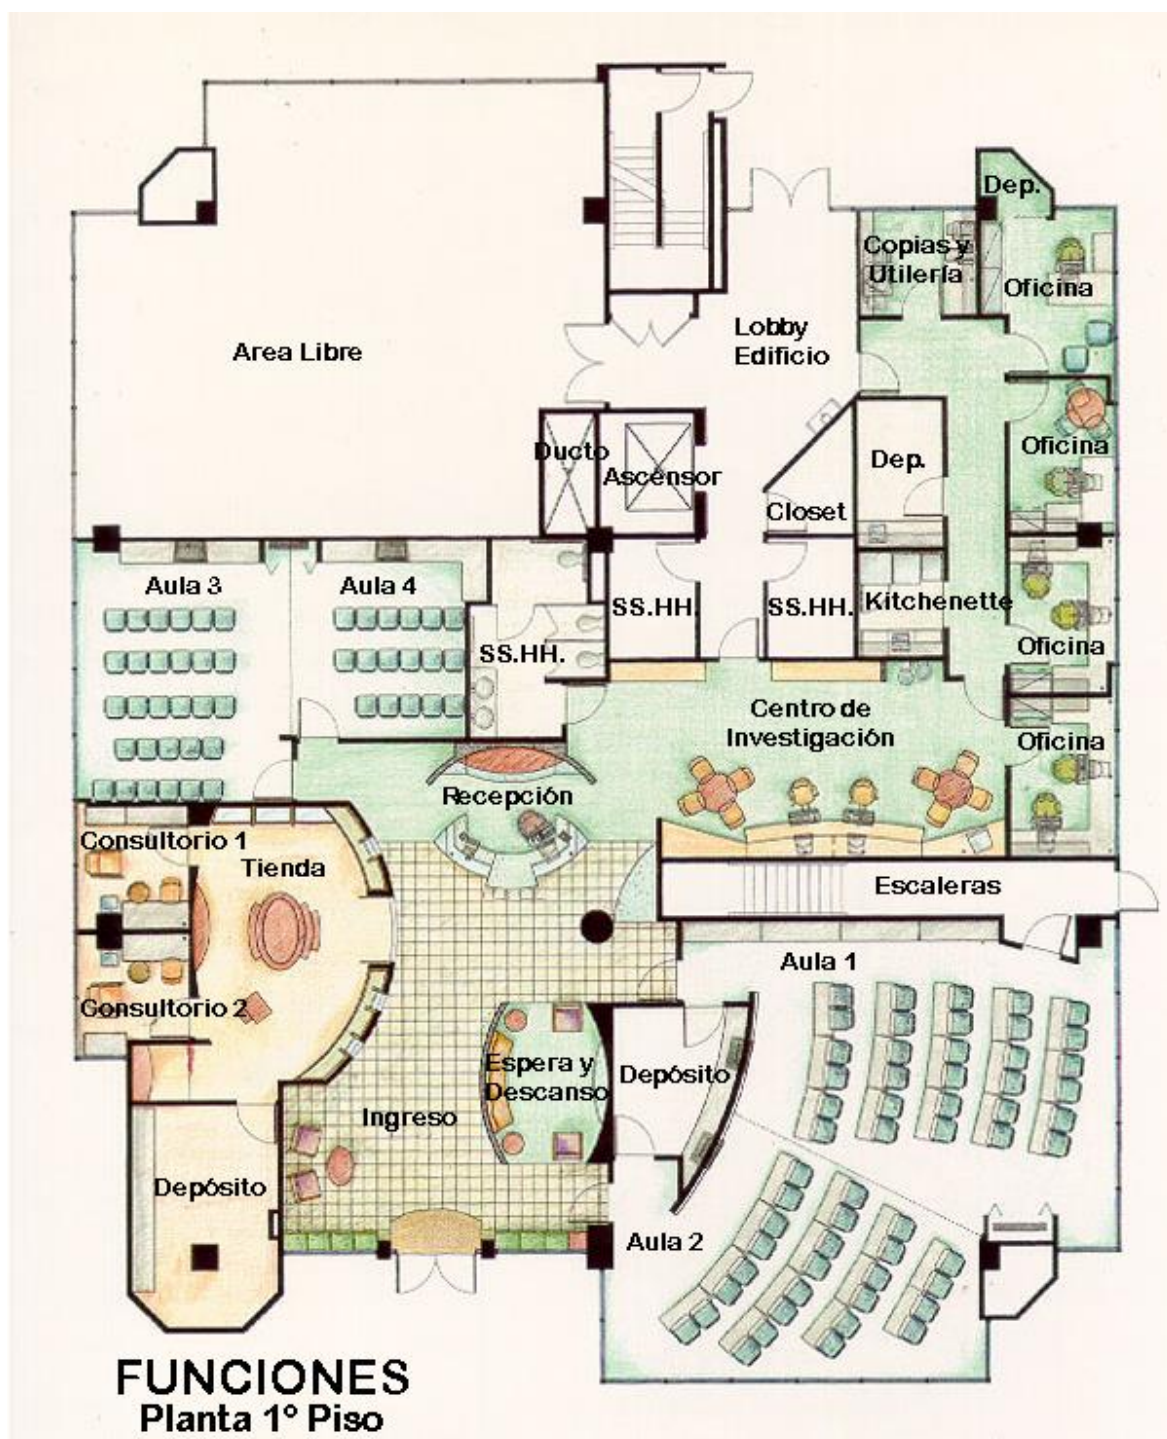 Dep.
Copias y
Utilería
Oficina
Lobby
Edificio
Area Libre
Oficina
Ducto
Ascensor
Dep.
Closet
Aula 3
Aula 4
SS.HH.
SS.HH.
Kitchenette
SS.HH.
Oficina
Centro de
Investigación
Oficina
Recepción
Consultorio 1
Tienda
Escaleras
Aula 1
Consultorio 2
Espera y
Descanso
Depósito
Ingreso
Depósito
Aula 2
FUNCIONES
Planta 1º Piso